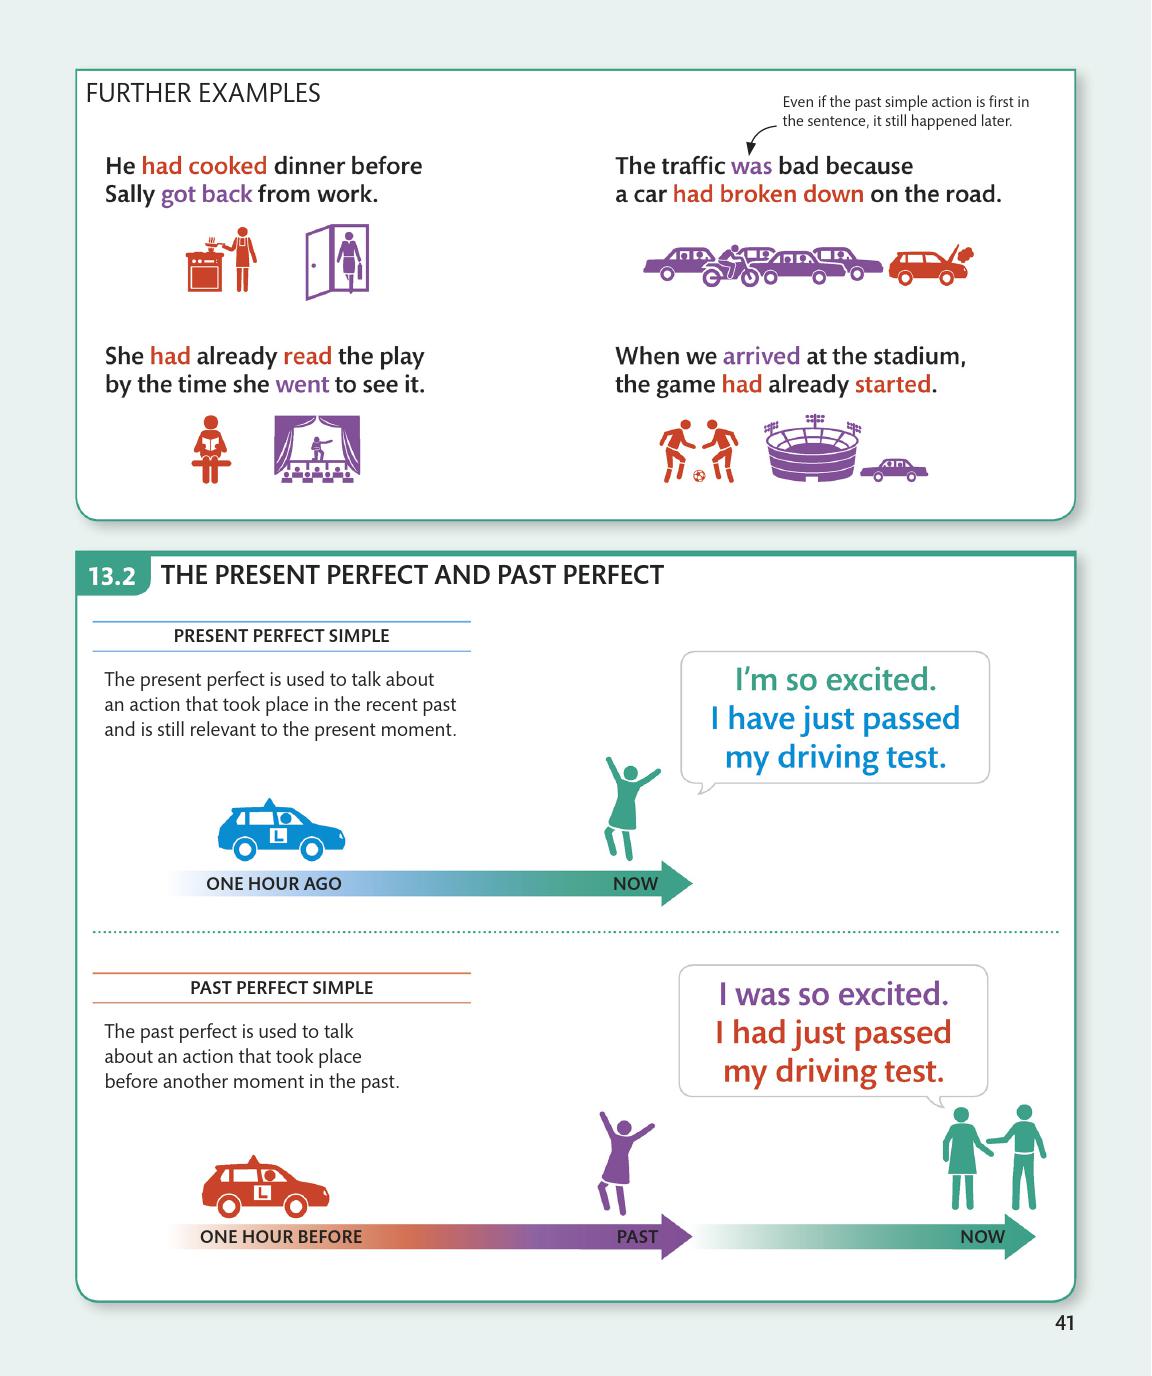 FURTHER EXAMPLES
Even if the past simple action is first in
the sentence, it still happened later.
He had cooked dinner before
Sally got back from work.
The traffic was bad because
a car had broken down on the road.
She had already read the play
by the time she went to see it.
When we arrived at the stadium,
the game had already started.
13.2 THE PRESENT PERFECT AND PAST PERFECT
PRESENT PERFECT SIMPLE
The present perfect is used to talk about
an action that took place in the recent past
and is still relevant to the present moment.
I'm so excited.
I have just passed
my driving test.
L
ONE HOUR AGO
NOW
PAST PERFECT SIMPLE
The past perfect is used to talk
about an action that took place
before another moment in the past.
I was so excited.
I had just passed
my driving test.
L
ONE HOUR BEFORE
PAST
NOW
41